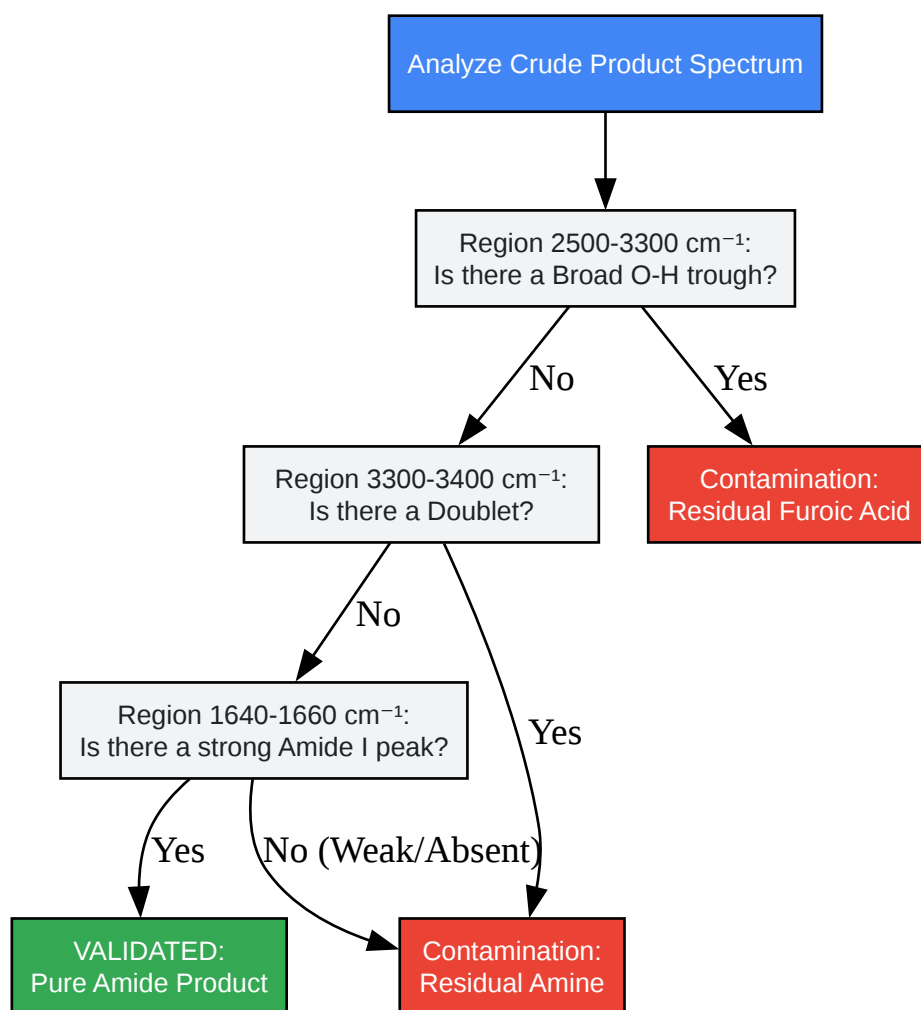 Analyze Crude Product Spectrum
Region 2500-3300 cm⁻¹:
Is there a Broad O-H trough?
No
Yes
Region 3300-3400 cm⁻¹:
Is there a Doublet?
Contamination:
Residual Furoic Acid
No
Region 1640-1660 cm⁻¹:
Is there a strong Amide I peak?
Yes
Yes
No (Weak/Absent)
VALIDATED:
Pure Amide Product
Contamination:
Residual Amine